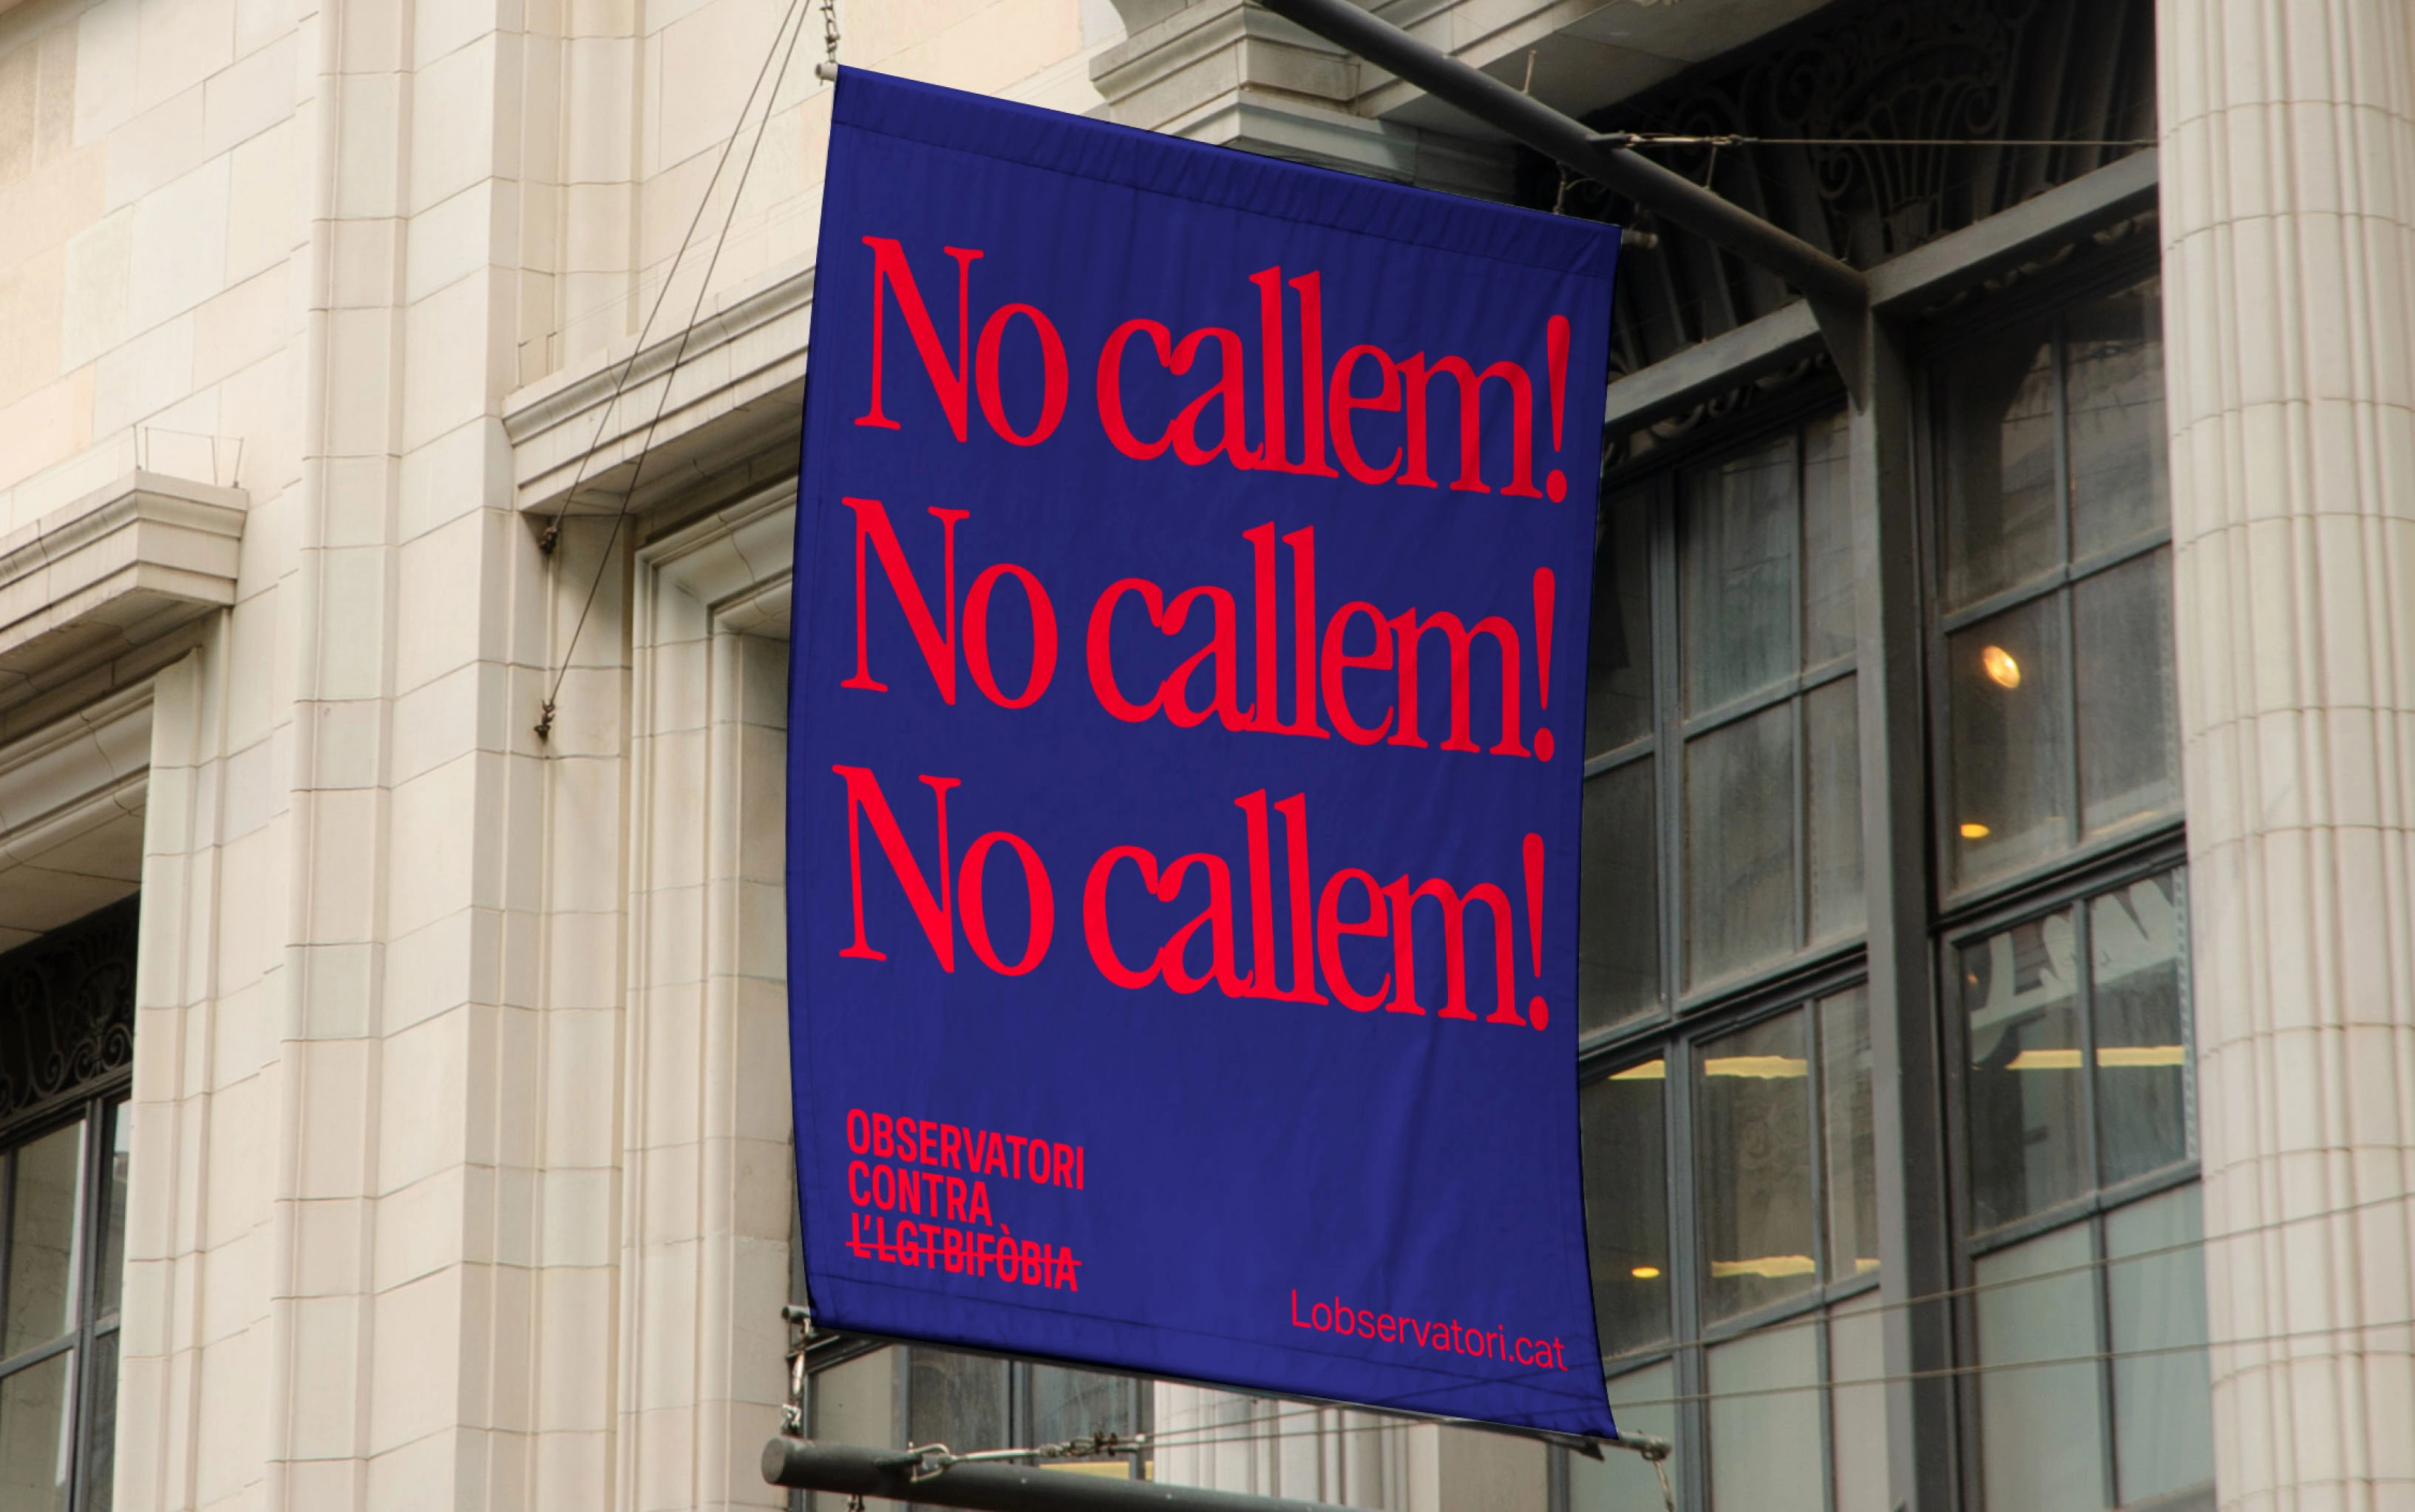 No callem!
No callem!
No callem!
OBSERVATORI
CONTRA
L'LGTBIFÒBIA
Lobservatori.cat